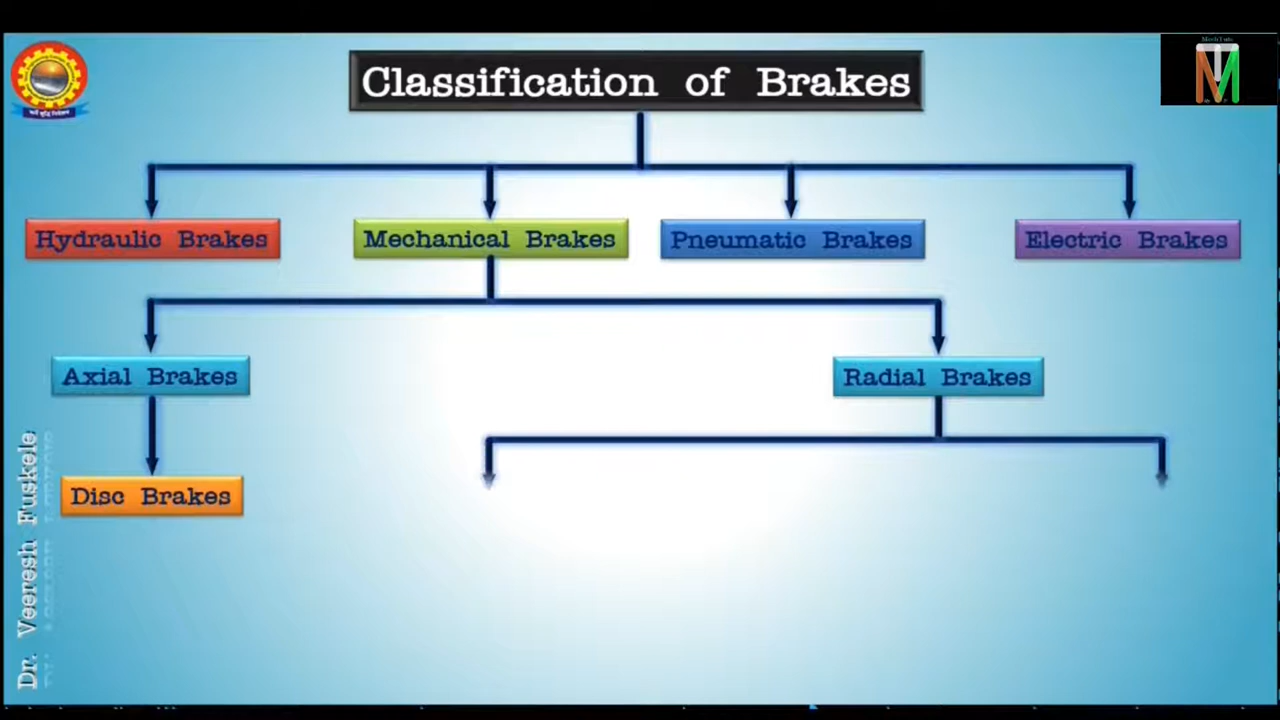 Classification of Brakes
Hydraulic Brakes
Mechanical Brakes
Pneumatic Brakes
Electric Brakes
Axial Brakes
Radial Brakes
Disc Brakes
Dr. Veeresh Fuskele